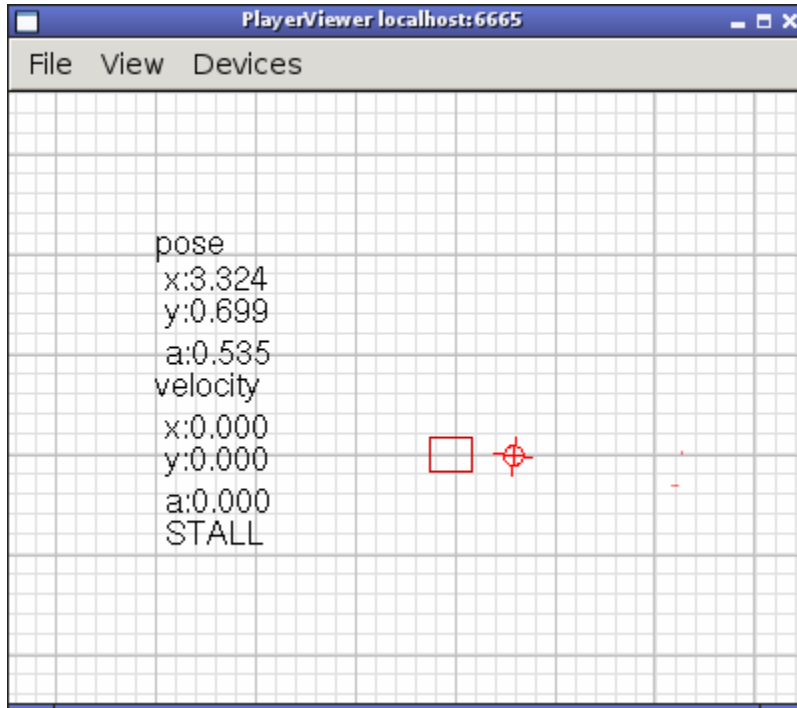 PlayerViewer localhost:6665
File View Devices
pose
x:3.324
y:0.699
a:0.535
velocity
x:0.000
y:0.000
a:0.000
STALL